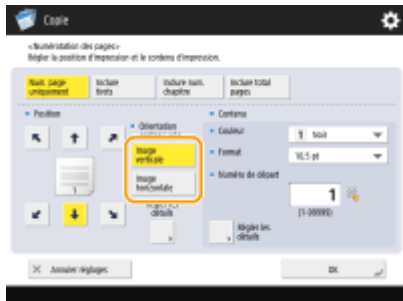 Copie
<Numérotation des pages>
Régler la position d'impression et le contenu d'impression.
Num. page
uniquement
Inclure
tirets
Inclure num.
chapitre
Inclure total
pages
Position
Orientation
Image
verticale
Image
horizontale
détails
Contenu
Couleur
1 Noir
Format
10,5 pt
Numéro de départ
1
(1-99999)
Régler les
détails
1
Annuler réglages
OK